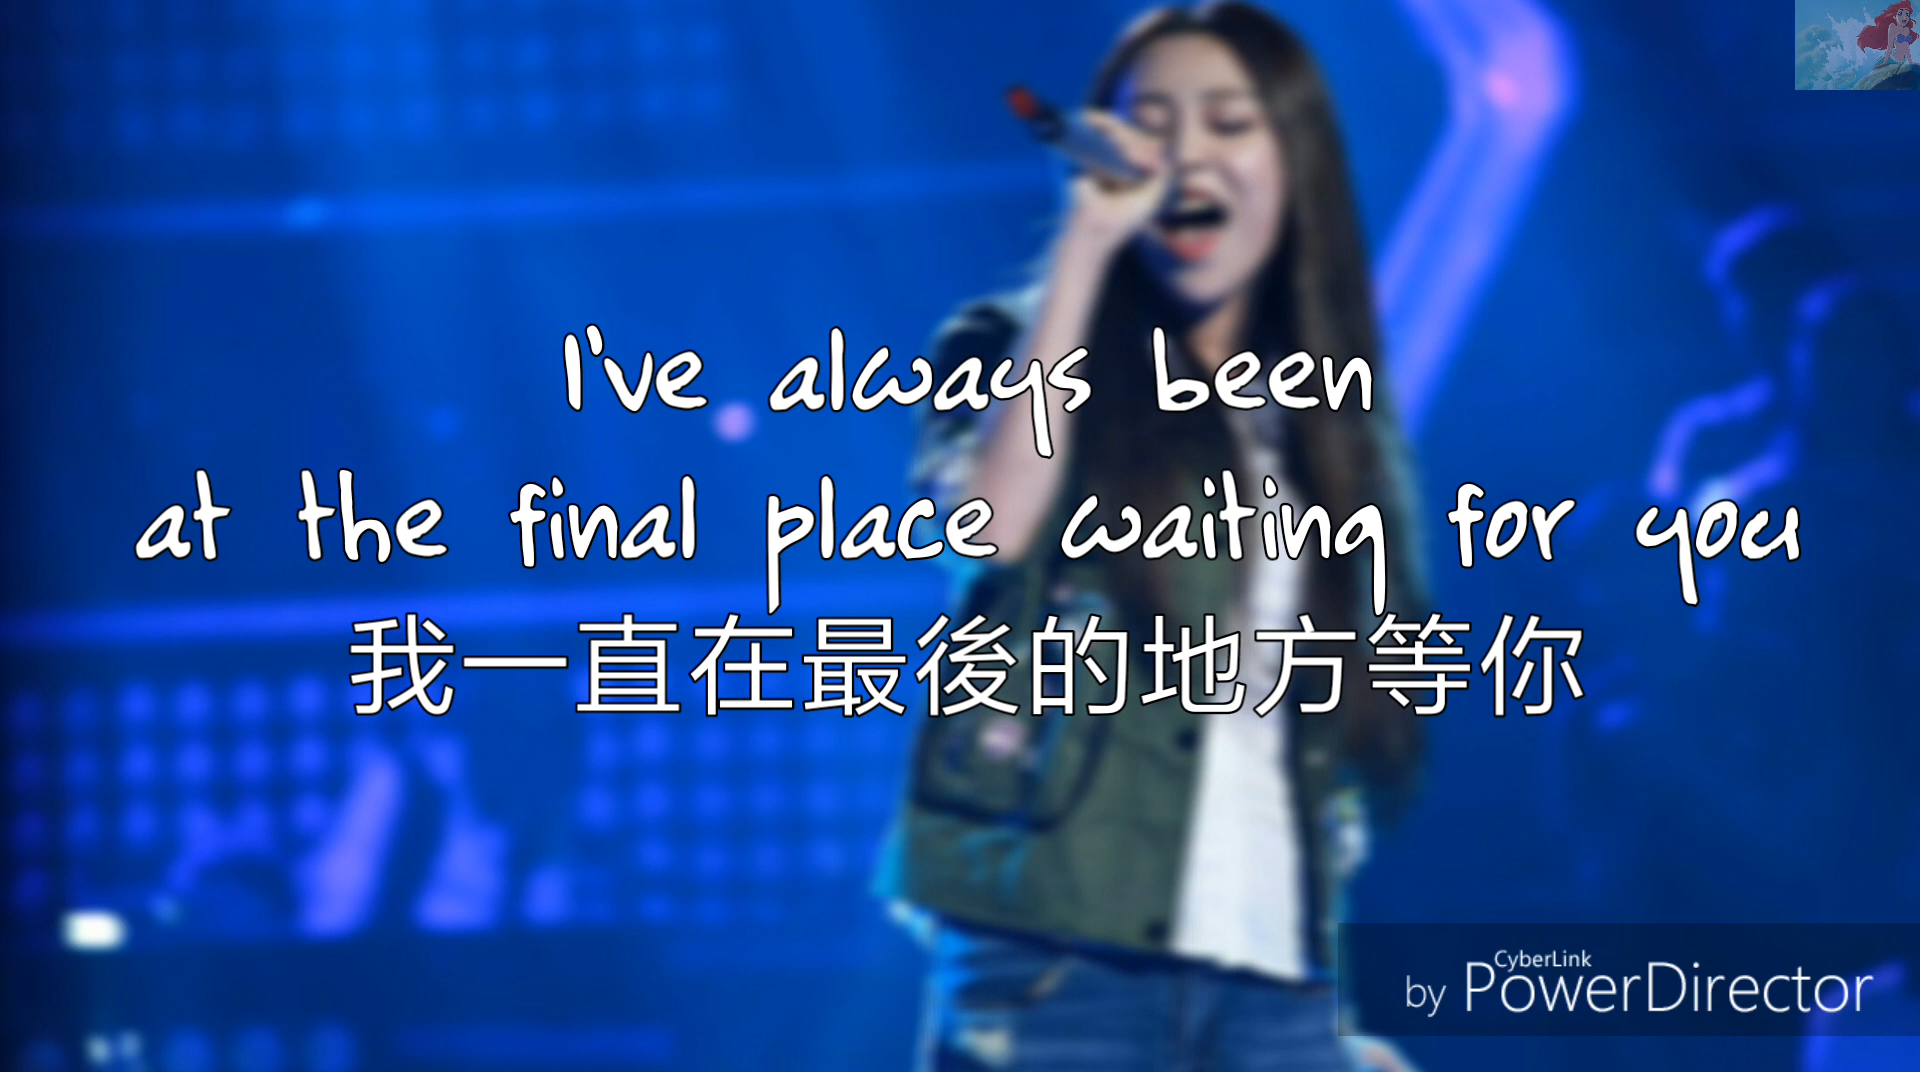 I've always been
at the final place waiting for you
我一直在最後的地方等你
by CyberLink PowerDirector